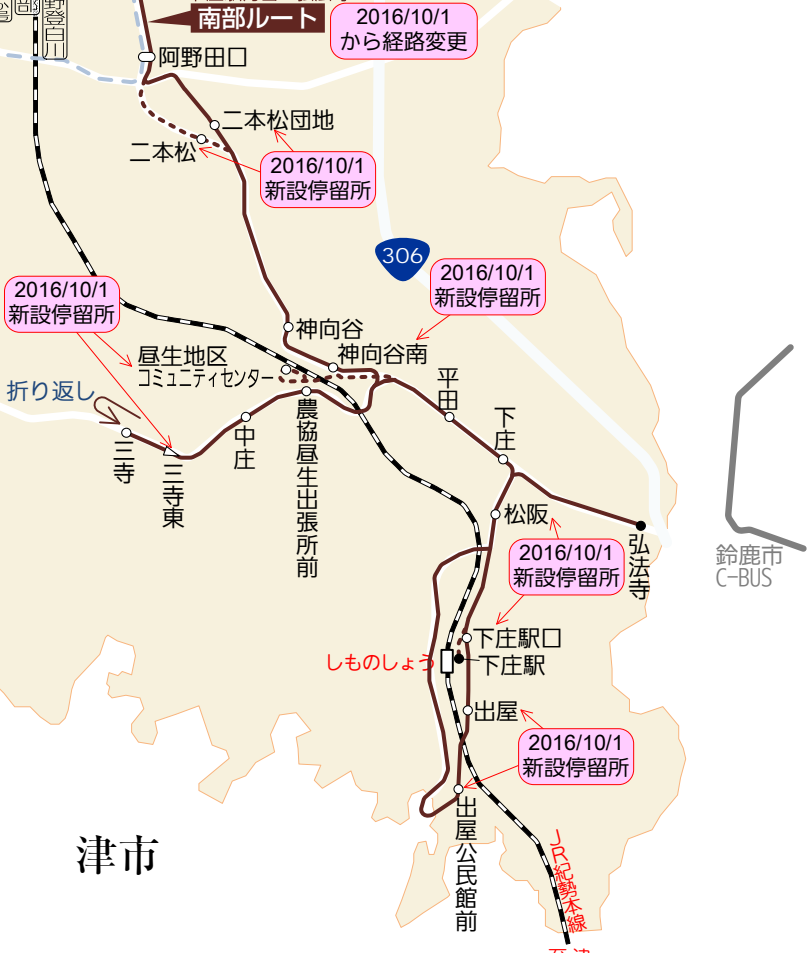 野登白川
部
南部ルート
2016/10/1
から経路変更
阿野田口
二本松団地
二本松
2016/10/1
新設停留所
306
2016/10/1
新設停留所
2016/10/1
新設停留所
神向谷
神向谷南
昼生地区
コミュニティセンター
折り返し
平田
下庄
三寺
三寺東
中庄
農協昼生出張所前
松阪
弘法寺
2016/10/1
新設停留所
鈴鹿市
C-BUS
下庄駅口
しものしょう
下庄駅
出屋
2016/10/1
新設停留所
出屋公民館前
津市
JR紀勢本線